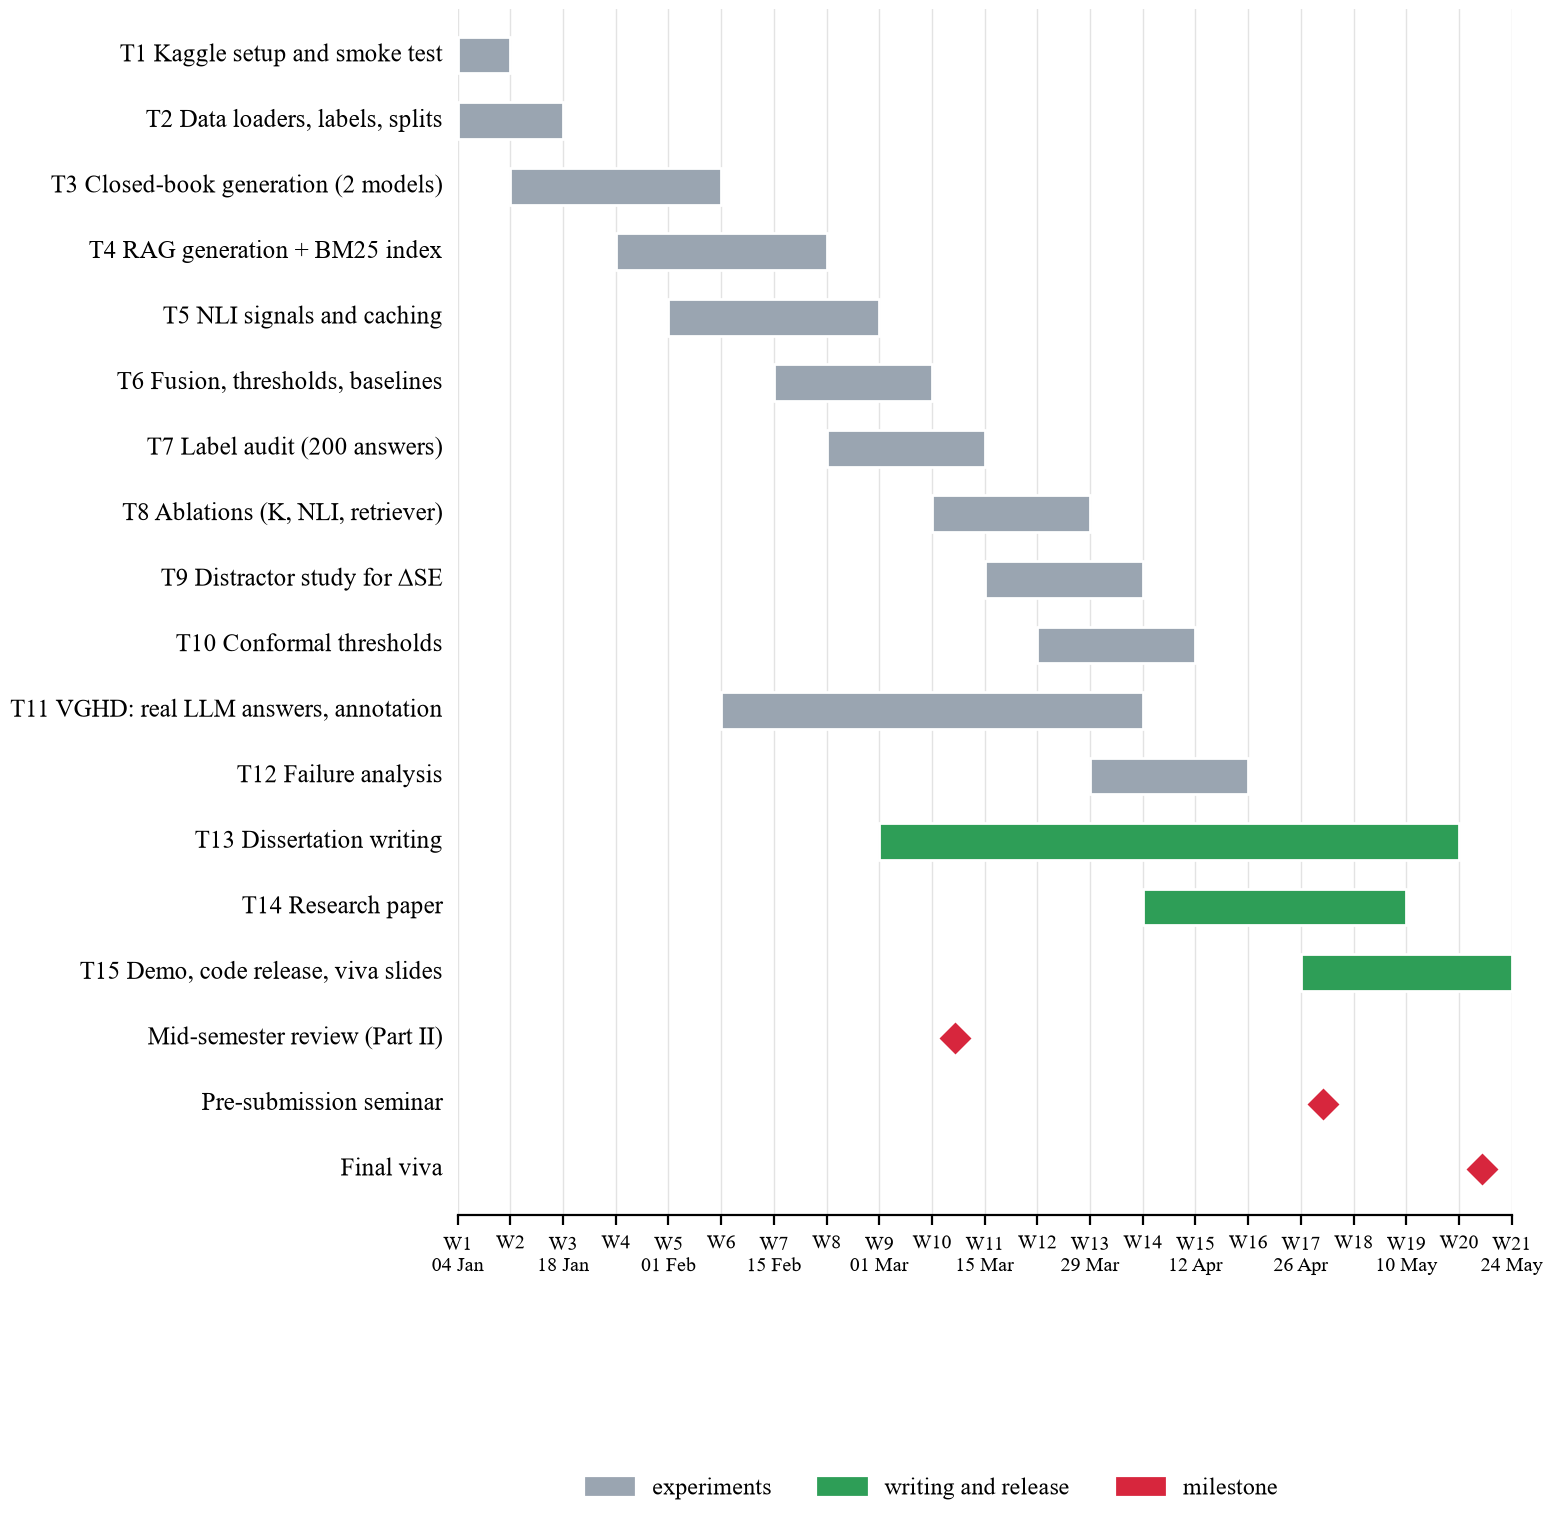 T1 Kaggle setup and smoke test
T2 Data loaders, labels, splits
T3 Closed-book generation (2 models)
T4 RAG generation + BM25 index
T5 NLI signals and caching
T6 Fusion, thresholds, baselines
T7 Label audit (200 answers)
T8 Ablations (K, NLI, retriever)
T9 Distractor study for ΔSE
T10 Conformal thresholds
T11 VGHD: real LLM answers, annotation
T12 Failure analysis
T13 Dissertation writing
T14 Research paper
T15 Demo, code release, viva slides
Mid-semester review (Part II)
Pre-submission seminar
Final viva
W1 W2 W3 W4 W5 W6 W7 W8 W9 W10 W11 W12 W13 W14 W15 W16 W17 W18 W19 W20 W21
04 Jan 18 Jan 01 Feb 15 Feb 01 Mar 15 Mar 29 Mar 12 Apr 26 Apr 10 May 24 May
experiments writing and release milestone